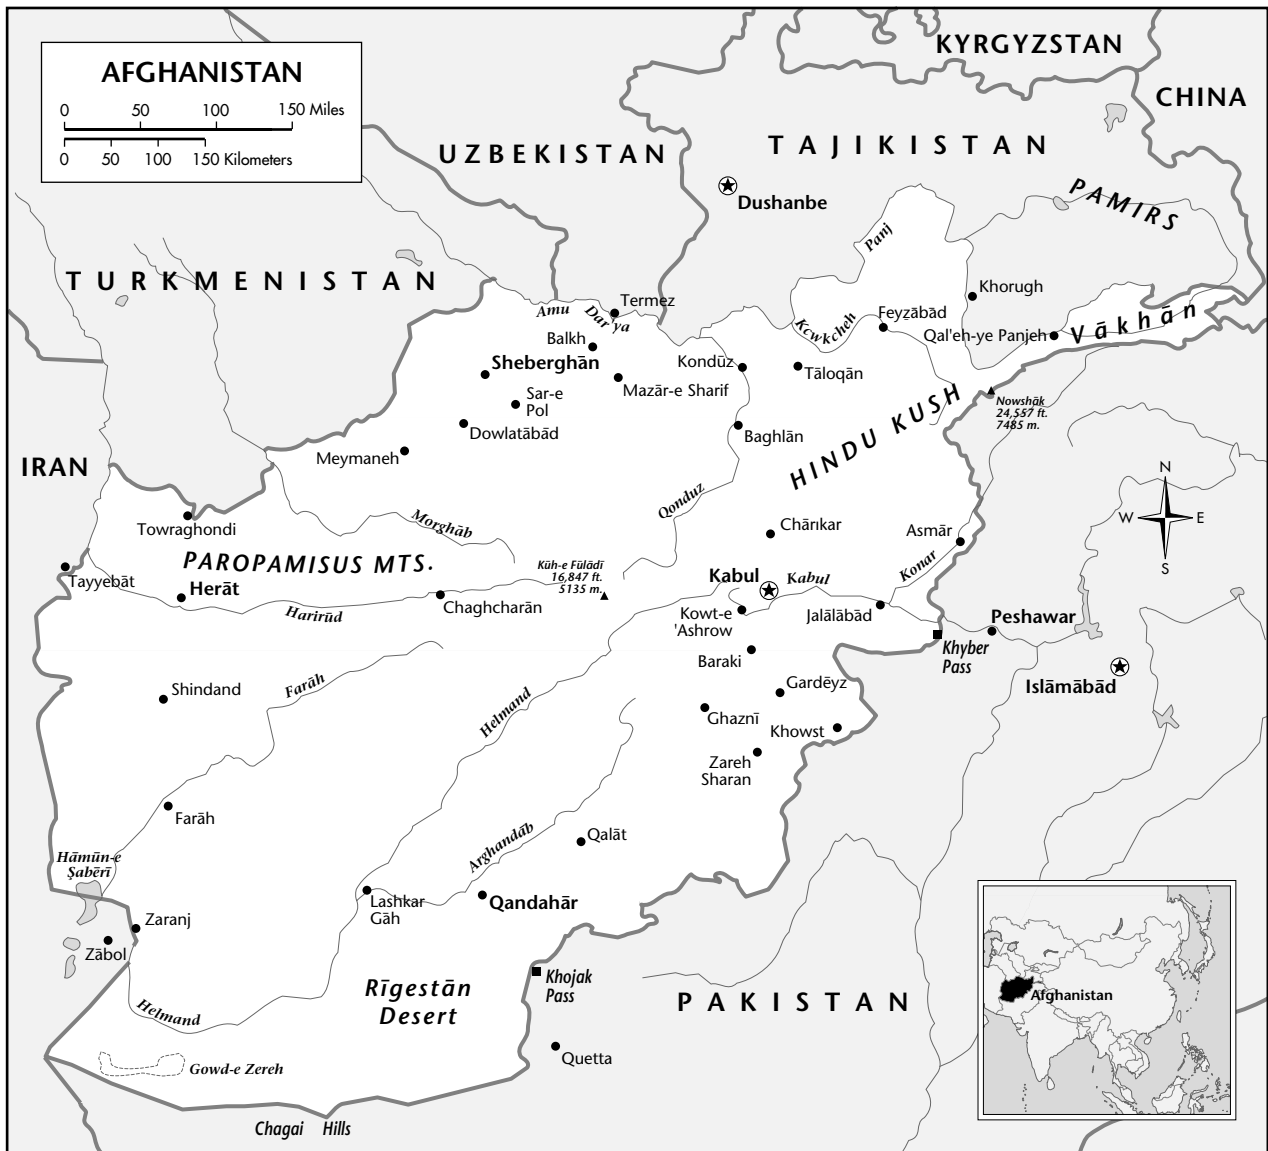 AFGHANISTAN
0 50 100 150 Miles
0 50 100 150 Kilometers
KYRGYZSTAN
CHINA
UZBEKISTAN
TAJIKISTAN
Dushanbe
PAMIRS
Panj
TURKMENISTAN
Khorugh
Termez
Amu Dar'ya
Kcwkcheh
Feyzābād
Qal'eh-ye Panjeh
Vākhān
Balkh
Sheberghān
Kondūz
Tāloqān
Mazār-e Sharif
Sar-e
Pol
Nowshāk
24,557 ft.
7485 m.
HINDU KUSH
Dowlatābād
Baghlān
Meymaneh
IRAN
N
W
E
S
Qonduz
Towraghondi
Morghāb
Chārıkar
Asmār
PAROPAMISUS MTS.
Kūh-e Fūlādī
16,847 ft.
5135 m.
Konar
Tayyebāt
Herāt
Kabul
Kabul
Harirūd
Chaghcharān
Kowt-e
'Ashrow
Jalālābād
Peshawar
Khyber
Pass
Baraki
Islāmābād
Shindand
Farāh
Helmand
Gardēyz
Ghaznī
Khowst
Zareh
Sharan
Farāh
Arghandāb
Qalāt
Hāmūn-e
Şabērī
Lashkar
Gāh
Qandahār
Zaranj
Zābol
Khojak
Pass
Rīgestān
Desert
PAKISTAN
Afghanistan
Helmand
Quetta
Gowd-e Zereh
Chagai Hills